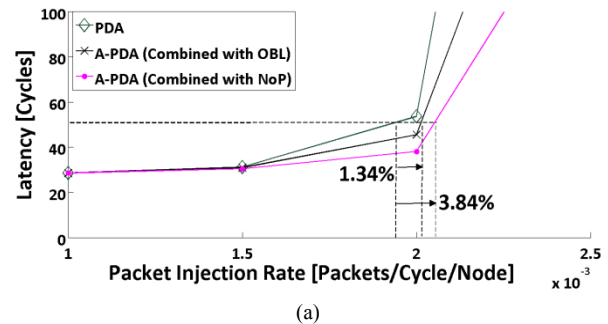 100
80
60
40
20
0
Latency [Cycles]
PDA
A-PDA (Combined with OBL)
A-PDA (Combined with NoP)
1.34%
3.84%
1
1.5
2
2.5
Packet Injection Rate [Packets/Cycle/Node]
x 10⁻³
(a)